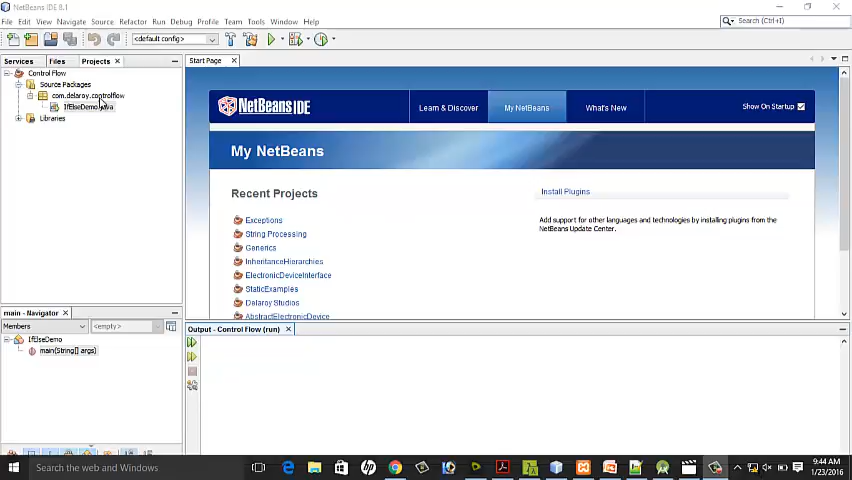 NetBeans IDE 8.1
File Edit View Navigate Source Refactor Run Debug Profile Team Tools Window Help
Search (Ctrl+I)
<default config>
Services Files Projects
Start Page
Control Flow
Source Packages
com.delaroy.controlflow
IfElseDemo.java
Libraries
NetBeans IDE
Learn & Discover
My NetBeans
What's New
Show On Startup
My NetBeans
Recent Projects
Install Plugins
Exceptions
String Processing
Generics
InheritanceHierarchies
ElectronicDeviceInterface
StaticExamples
Delaroy Studios
AbstractElectronicDevice
Add support for other languages and technologies by installing plugins from the
NetBeans Update Center.
main - Navigator
Members
<empty>
IfElseDemo
main(String[] args)
Output - Control Flow (run)
Search the web and Windows
9:44 AM
1/23/2016